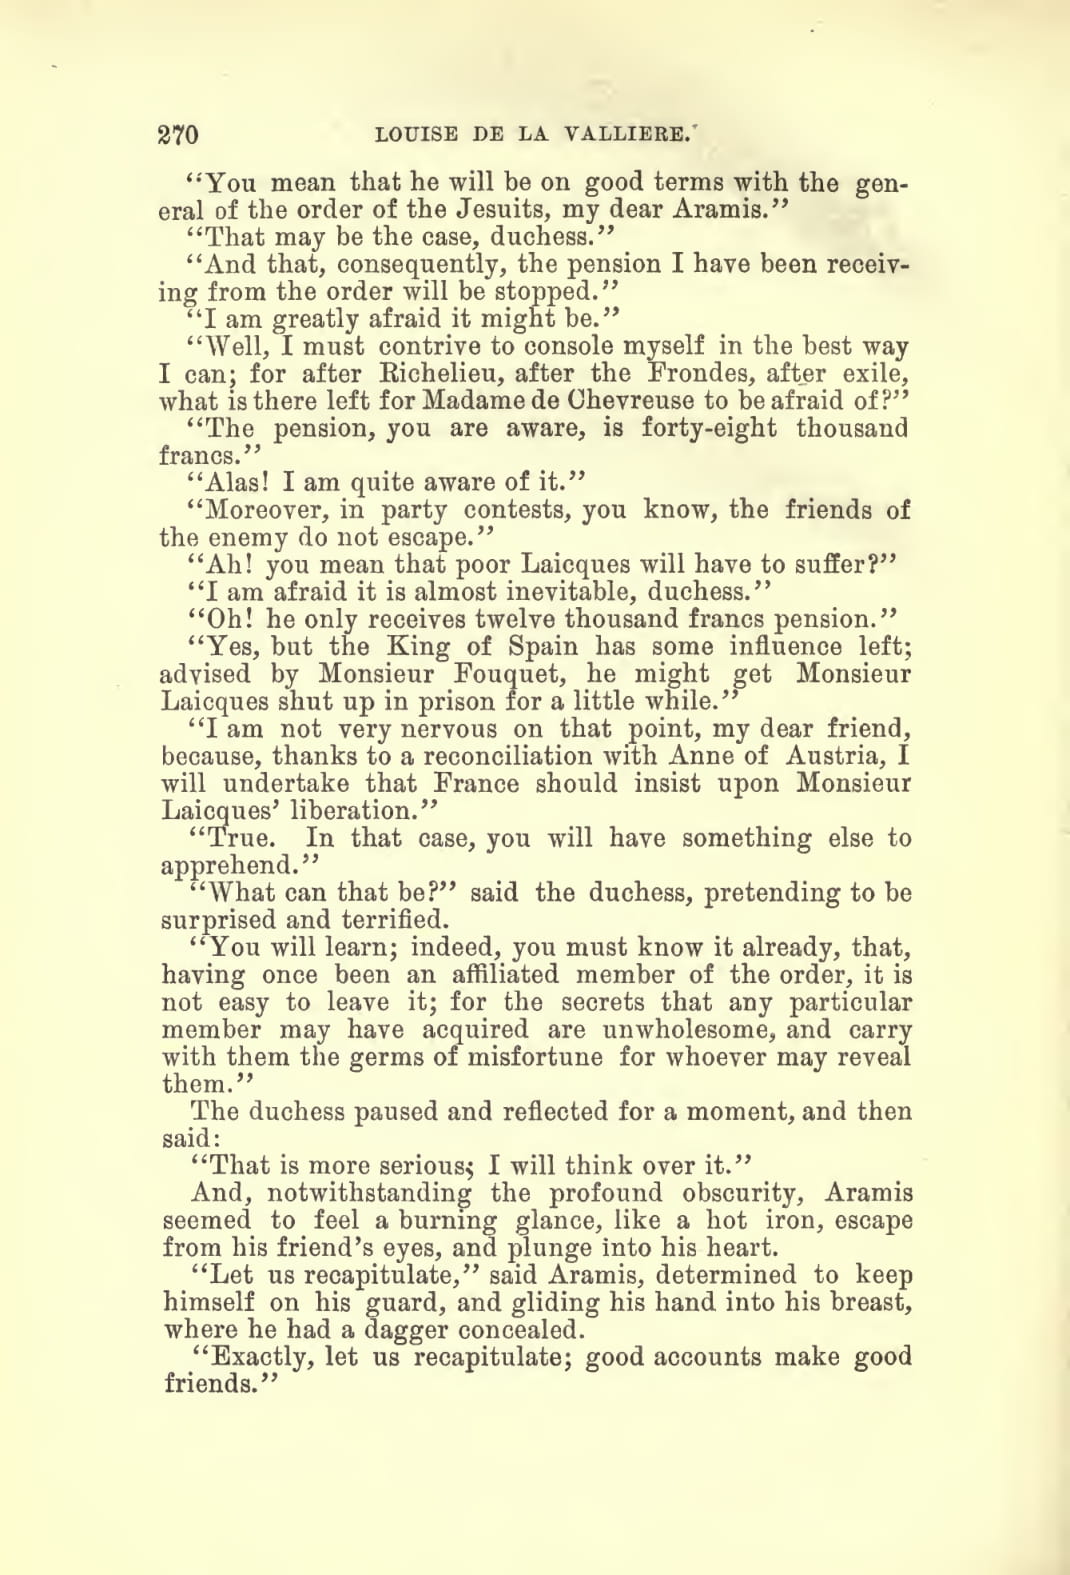 270 LOUISE DE LA VALLIERE.
“You mean that he will be on good terms with the gen-
eral of the order of the Jesuits, my dear Aramis.”
“That may be the case, duchess.”
“And that, consequently, the pension I have been receiv-
ing from the order will be stopped.”
“I am greatly afraid it might be.”
“Well, I must contrive to console myself in the best way
I can; for after Richelieu, after the Frondes, after exile,
what is there left for Madame de Chevreuse to be afraid of?”
“The pension, you are aware, is forty-eight thousand
francs.”
“Alas! I am quite aware of it.”
“Moreover, in party contests, you know, the friends of
the enemy do not escape.”
“Ah! you mean that poor Laicques will have to suffer?”
“I am afraid it is almost inevitable, duchess.”
“Oh! he only receives twelve thousand francs pension.”
“Yes, but the King of Spain has some influence left;
advised by Monsieur Fouquet, he might get Monsieur
Laicques shut up in prison for a little while.”
“I am not very nervous on that point, my dear friend,
because, thanks to a reconciliation with Anne of Austria, I
will undertake that France should insist upon Monsieur
Laicques’ liberation.”
“True. In that case, you will have something else to
apprehend.”
“What can that be?” said the duchess, pretending to be
surprised and terrified.
“You will learn; indeed, you must know it already, that,
having once been an affiliated member of the order, it is
not easy to leave it; for the secrets that any particular
member may have acquired are unwholesome, and carry
with them the germs of misfortune for whoever may reveal
them.”
The duchess paused and reflected for a moment, and then
said:
“That is more serious; I will think over it.”
And, notwithstanding the profound obscurity, Aramis
seemed to feel a burning glance, like a hot iron, escape
from his friend’s eyes, and plunge into his heart.
“Let us recapitulate,” said Aramis, determined to keep
himself on his guard, and gliding his hand into his breast,
where he had a dagger concealed.
“Exactly, let us recapitulate; good accounts make good
friends.”